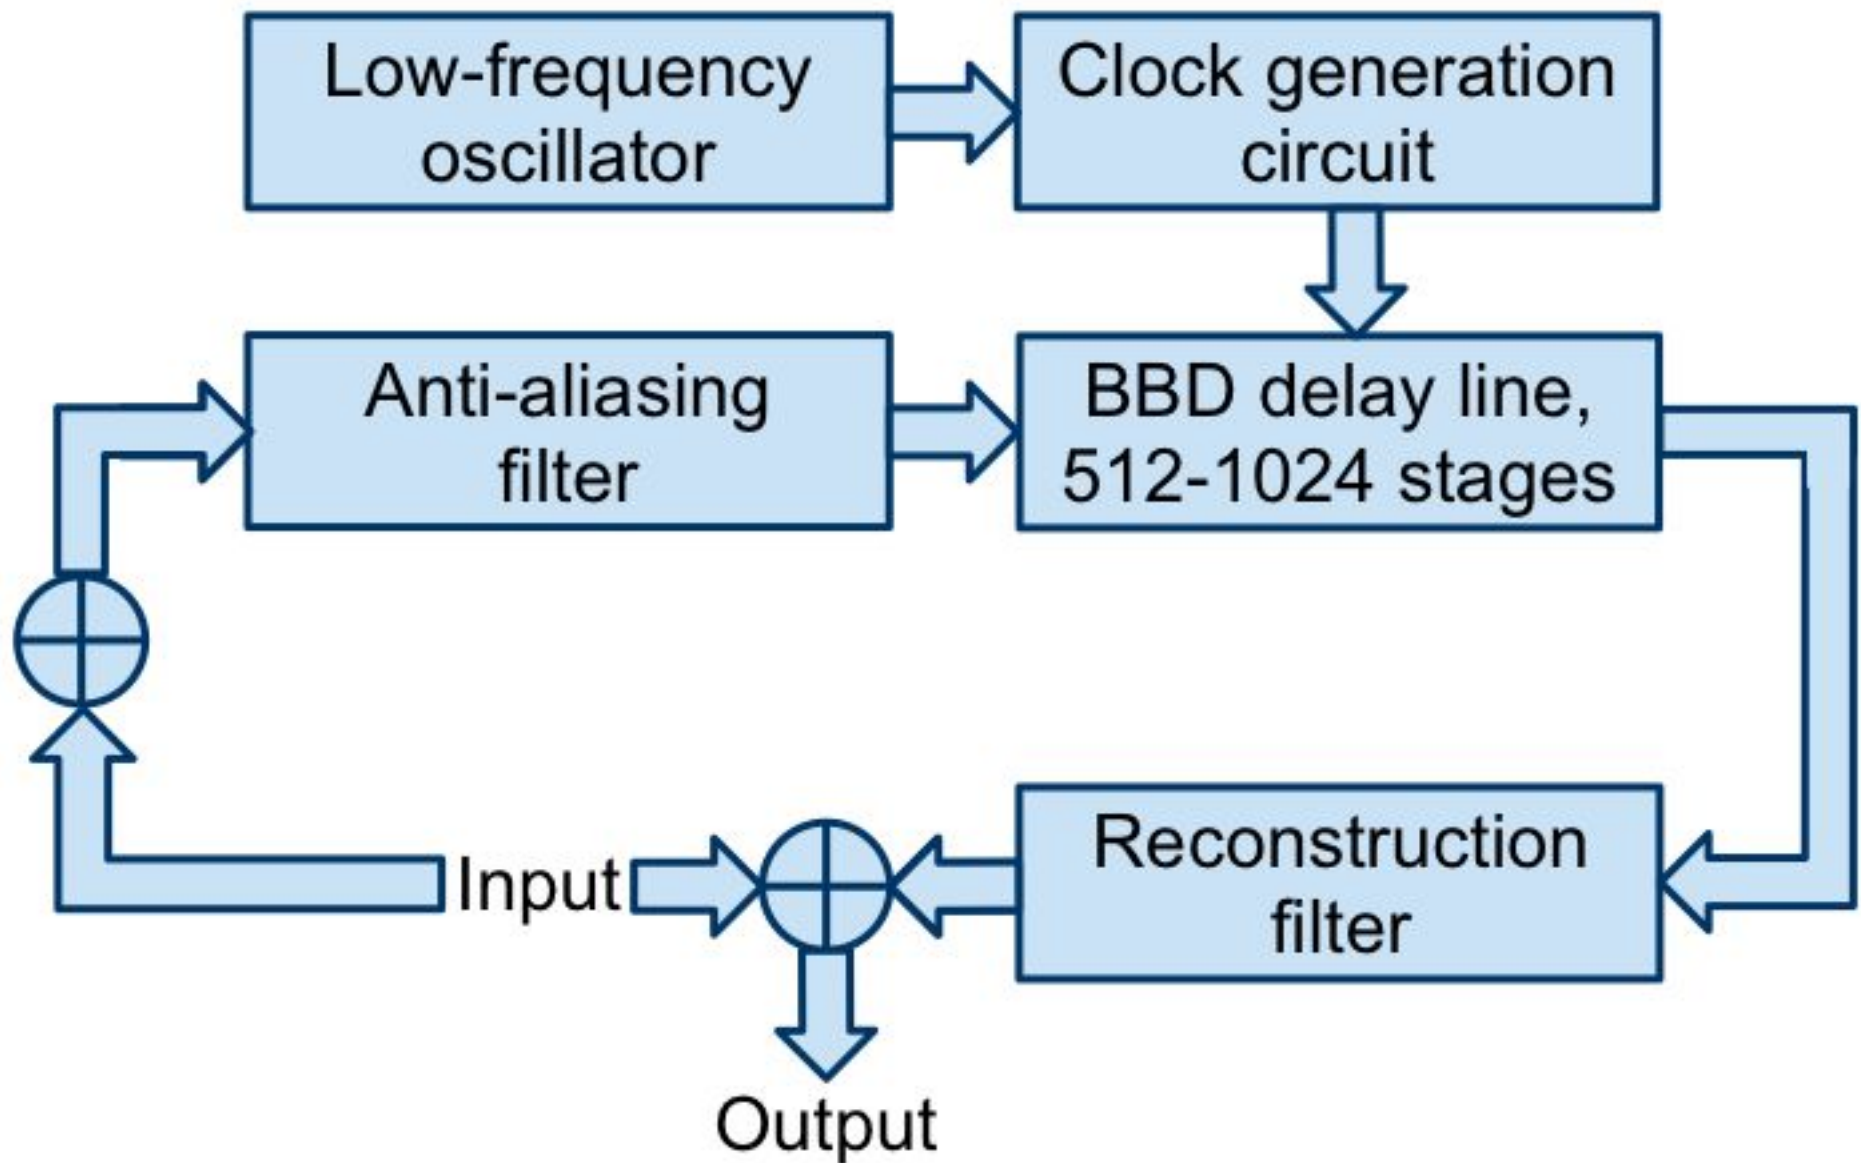 Low-frequency
oscillator
Clock generation
circuit
Anti-aliasing
filter
BBD delay line,
512-1024 stages
Input
Reconstruction
filter
Output